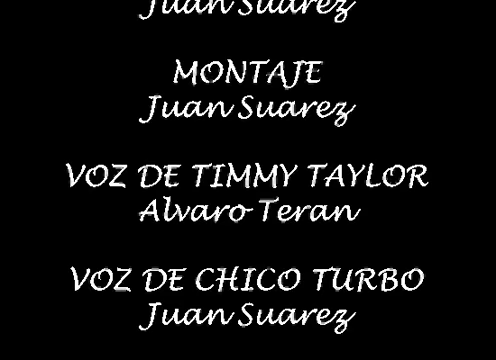 Juan Suarez
MONTAJE
Juan Suarez
VOZ DE TIMMY TAYLOR
Alvaro Teran
VOZ DE CHICO TURBO
Juan Suarez